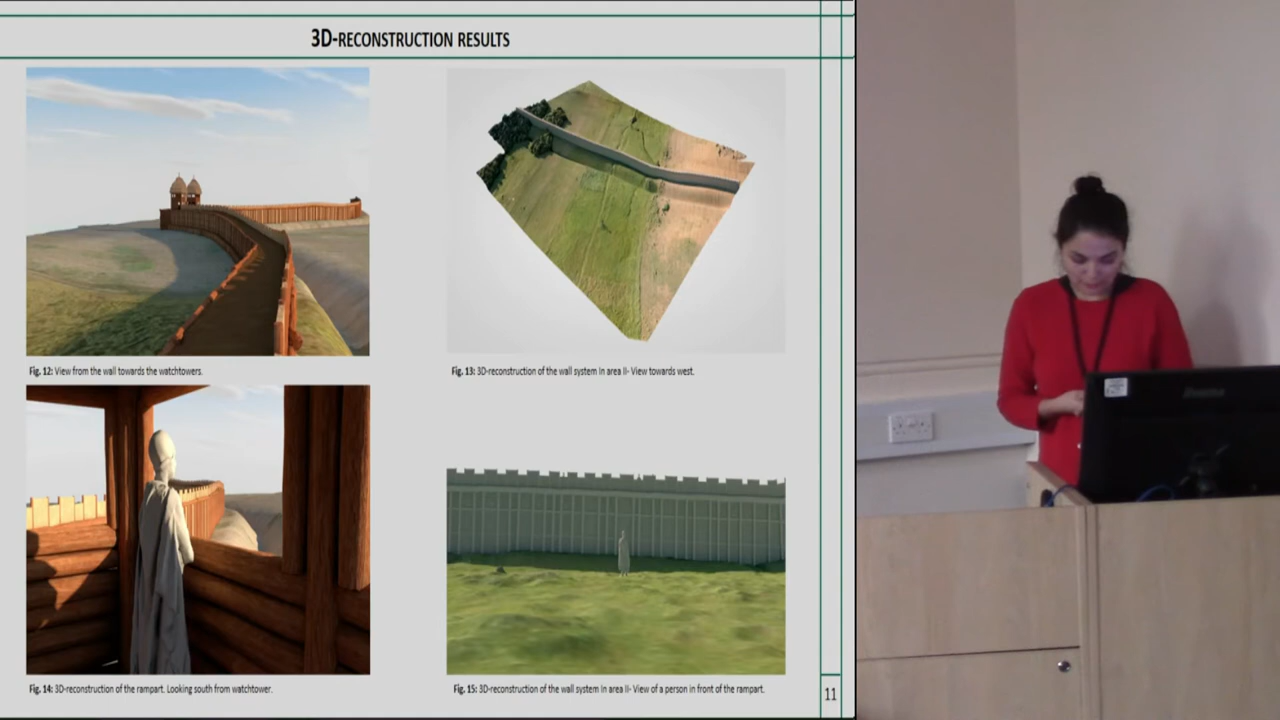 3D-RECONSTRUCTION RESULTS
Fig. 12: View from the wall towards the watchtowers.
Fig. 13: 3D-reconstruction of the wall system in area II- View towards west.
Fig. 14: 3D-reconstruction of the rampart. Looking south from watchtower.
Fig. 15: 3D-reconstruction of the wall system in area II- View of a person in front of the rampart.
11